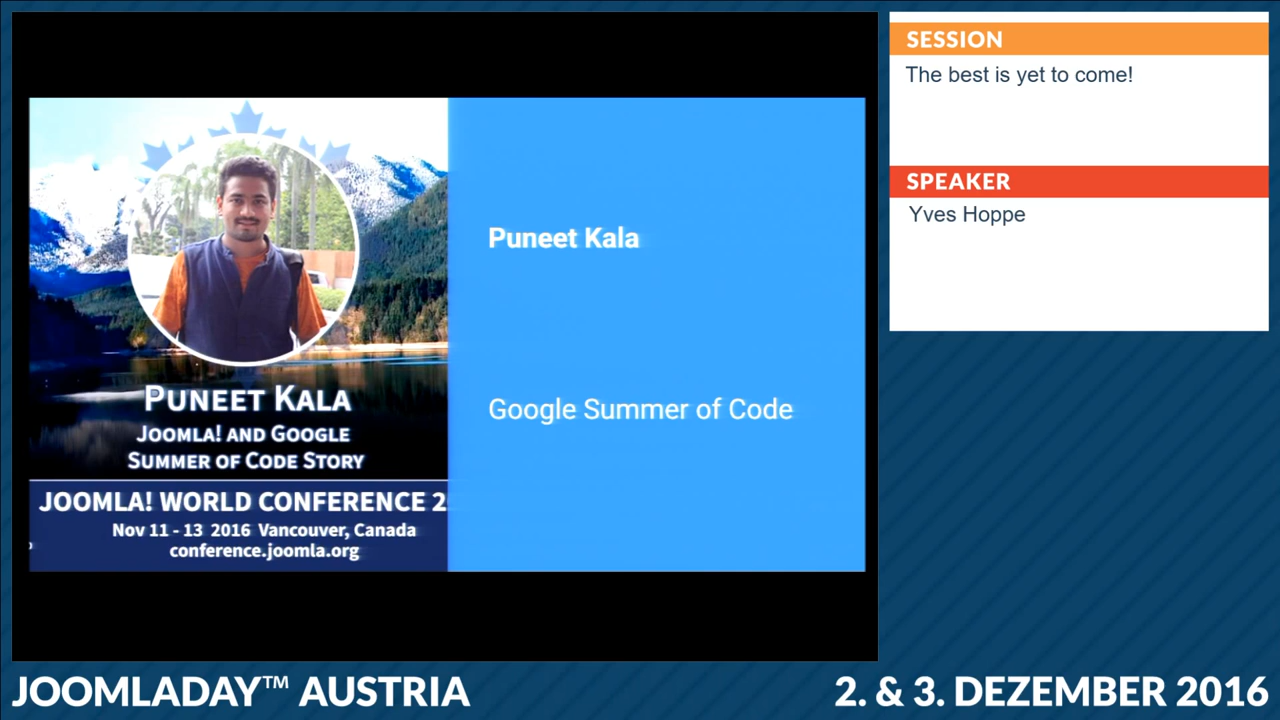 PUNEET KALA
JOOMLA! AND GOOGLE
SUMMER OF CODE STORY
JOOMLA! WORLD CONFERENCE 2
Nov 11 - 13 2016 Vancouver, Canada
conference.joomla.org
Puneet Kala
Google Summer of Code
SESSION
The best is yet to come!
SPEAKER
Yves Hoppe
JOOMLADAY™ AUSTRIA
2. & 3. DEZEMBER 2016